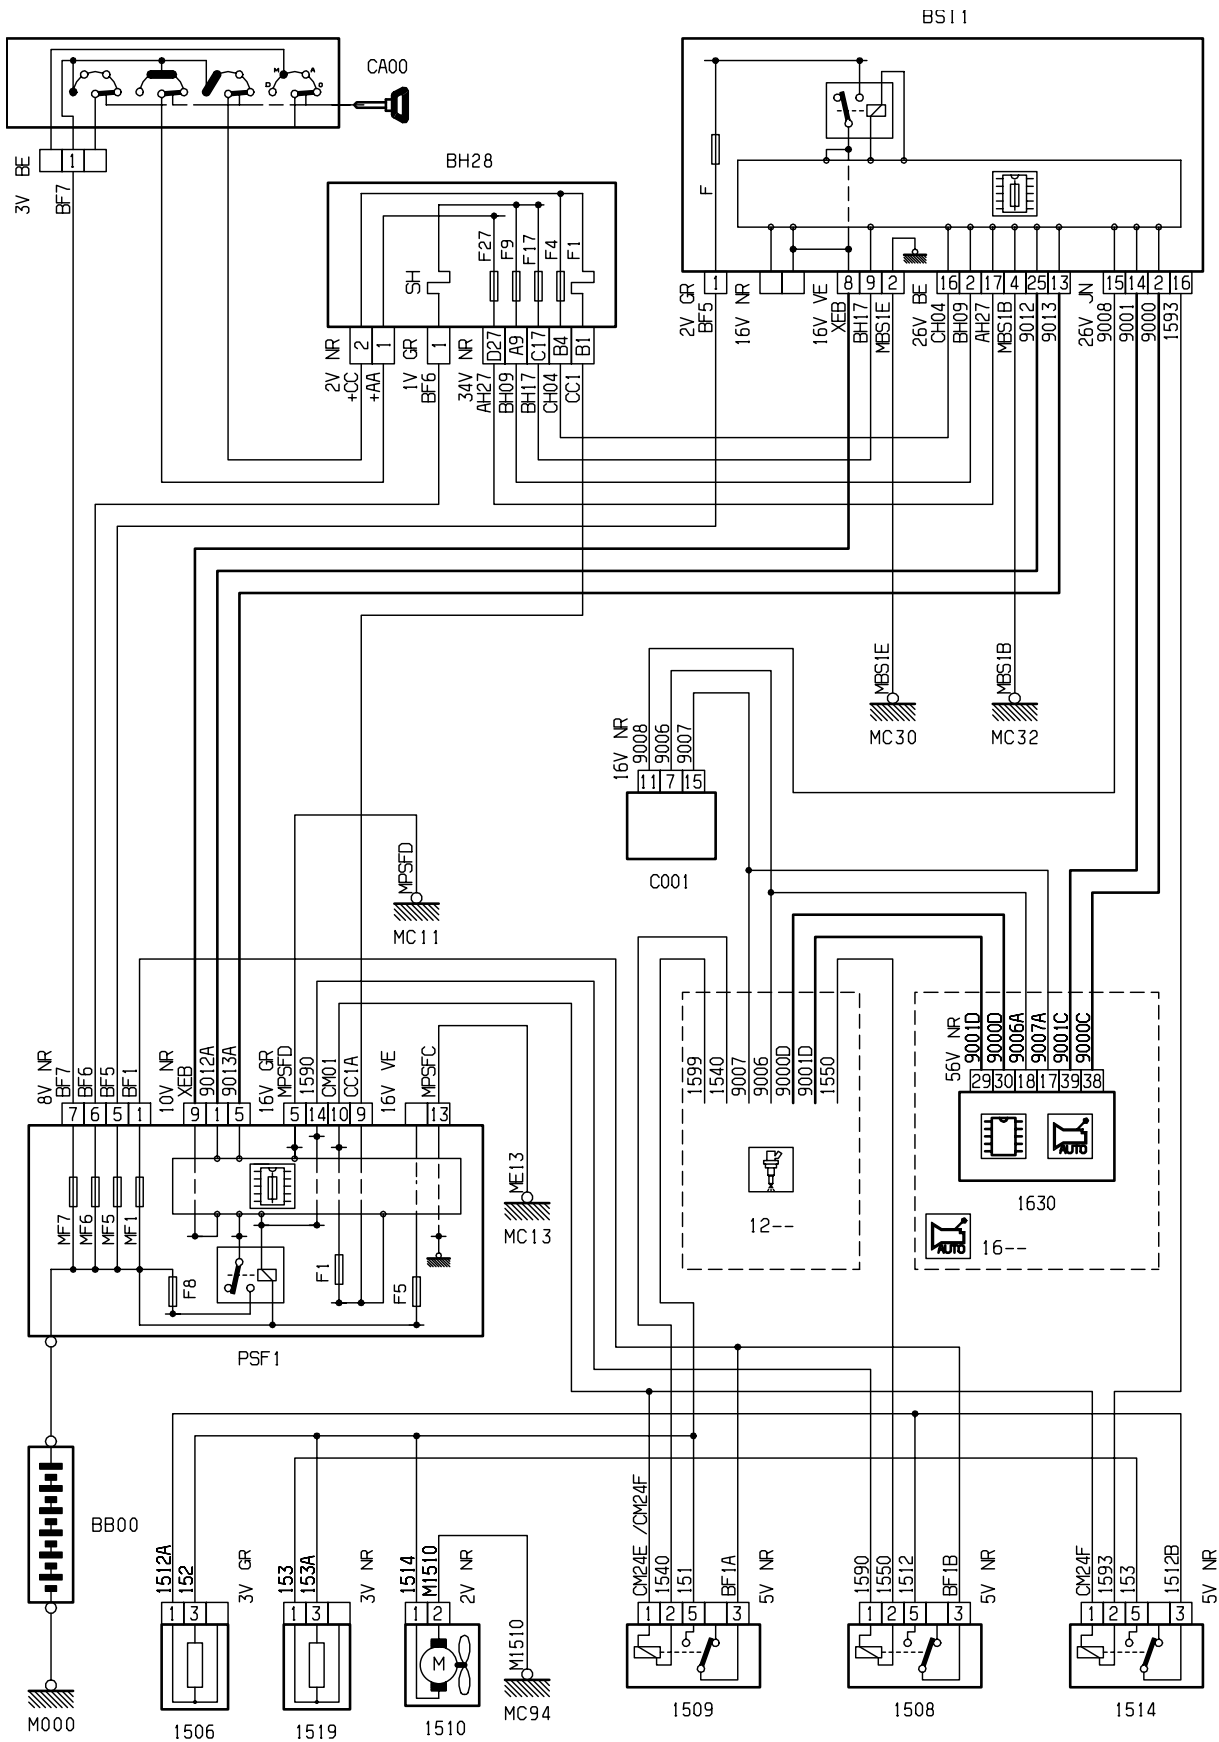 BSI1
CA00
M A
D D
3V BE
1
BF7
BH28
F27
F9
F17
F4
F1
SH
2V NR
2
1
+CC
+AA
1V GR
1
BF6
34V NR
D27 A9 C17 B4 B1
AH27
BH09
BH17
CH04
CC1
F
2V GR
1
BF5
16V NR
16V VE
8 9 2
XEB
BH17
MBS1E
26V BE
16 2 17 4 25 13
CH04
BH09
AH27
MBS1B
9012
9013
26V JN
15 14 2 16
9008
9001
9000
1593
MBS1E
MC30
MBS1B
MC32
16V NR
9008
9006
9007
11 7 15
C001
MPSFD
MC11
8V NR
BF7
BF6
BF5
BF1
7 6 5 1
10V NR
XEB
9012A
9013A
9 1 5
16V GR
MPSFD
1590
CM01
CC1A
5 14 10 9
16V VE
MPSFC
13
ME13
MC13
MF7
MF6
MF5
MF1
F8
F1
F5
PSF1
1599
1540
9007
9006
9000D
9001D
1550
12--
56V NR
9001D
9000D
9006A
9007A
9001C
9000C
29 30 18 17 39 38
AUTO
1630
AUTO
16--
BB00
M000
1512A
152
3V GR
1 3
1506
153
153A
3V NR
1 3
1519
1514
M1510
2V NR
1 2
M
1510
M1510
MC94
CM24E /CM24F
1540
151
BF1A
5V NR
1 2 5 3
1509
1590
1550
1512
BF1B
5V NR
1 2 5 3
1508
CM24F
1593
153
1512B
5V NR
1 2 5 3
1514